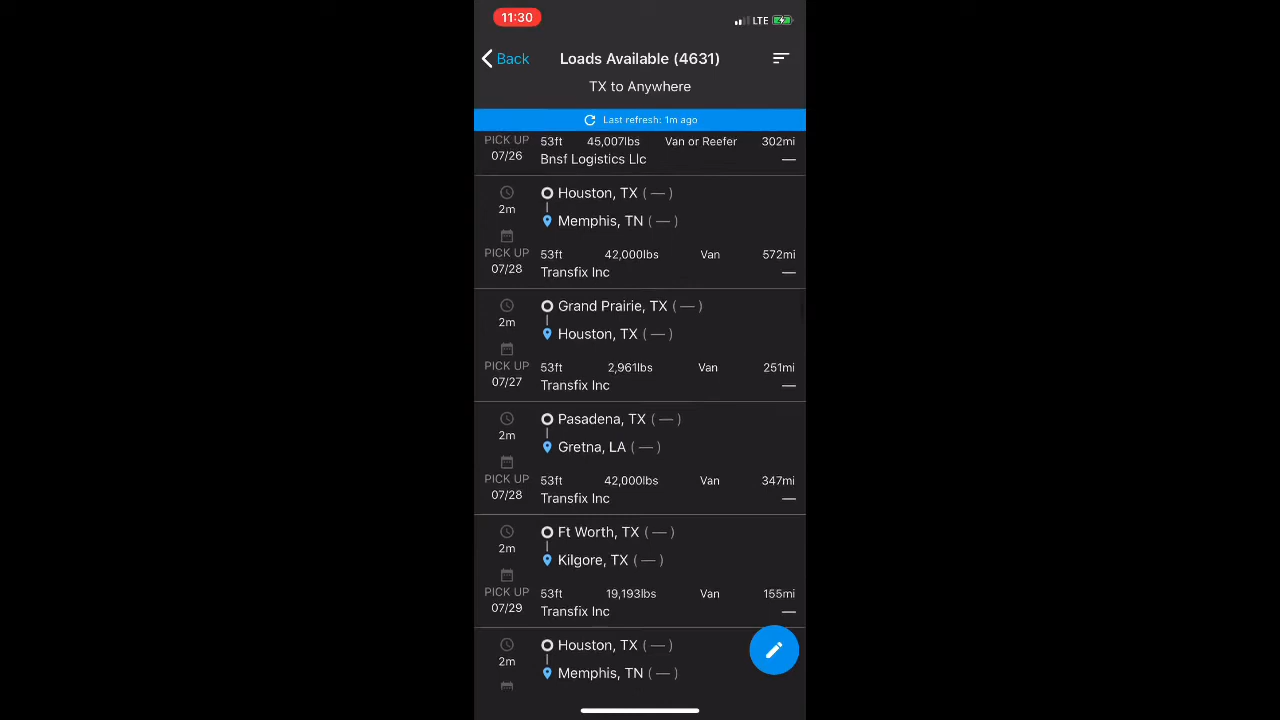 11:30
LTE
Back
Loads Available (4631)
TX to Anywhere
Last refresh: 1m ago
PICK UP
07/26
53ft 45,007lbs Van or Reefer 302mi
Bnsf Logistics Llc —
2m
Houston, TX ( — )
Memphis, TN ( — )
PICK UP
07/28
53ft 42,000lbs Van 572mi
Transfix Inc —
2m
Grand Prairie, TX ( — )
Houston, TX ( — )
PICK UP
07/27
53ft 2,961lbs Van 251mi
Transfix Inc —
2m
Pasadena, TX ( — )
Gretna, LA ( — )
PICK UP
07/28
53ft 42,000lbs Van 347mi
Transfix Inc —
2m
Ft Worth, TX ( — )
Kilgore, TX ( — )
PICK UP
07/29
53ft 19,193lbs Van 155mi
Transfix Inc —
2m
Houston, TX ( — )
Memphis, TN ( — )